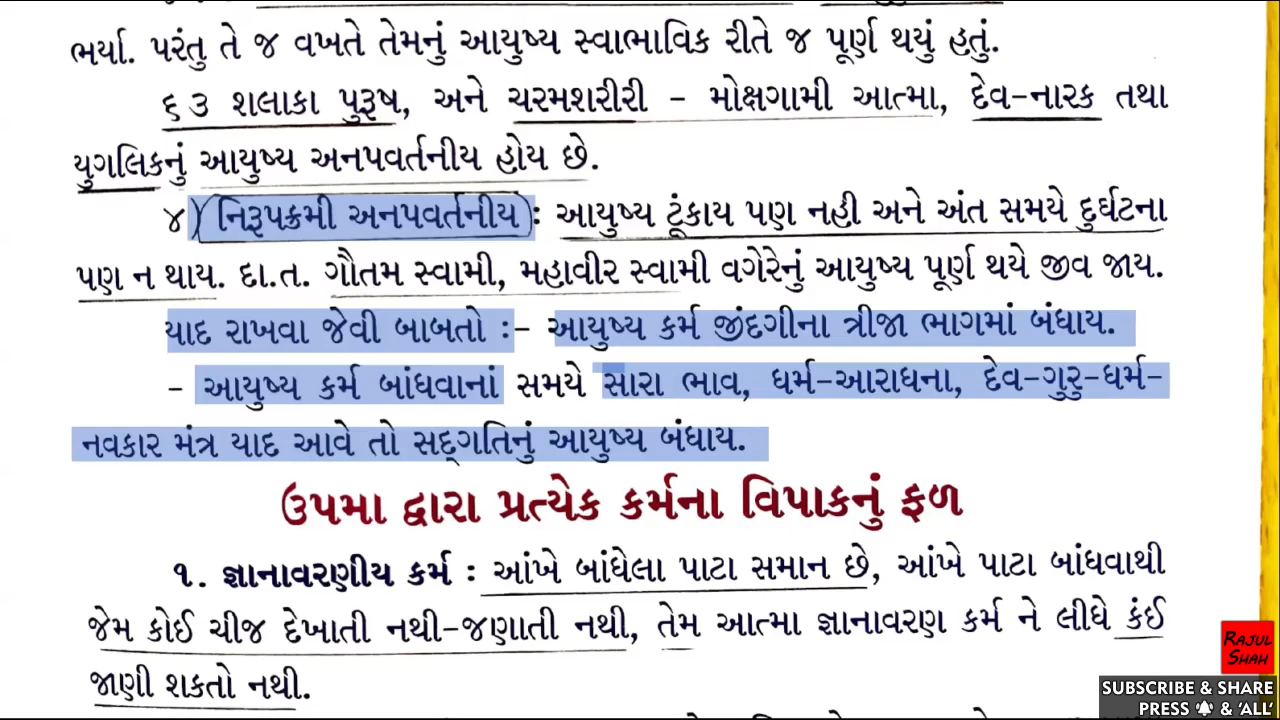 ભર્યા. પરંતુ તે જ વખતે તેમનું આયુષ્ય સ્વાભાવિક રીતે જ પૂર્ણ થયું હતું.
૬૩ શલાકા પુરૂષ, અને ચરમશરીરી - મોક્ષગામી આત્મા, દેવ-નારક તથા
યુગલિકનું આયુષ્ય અનપવર્તનીય હોય છે.
૪) નિરૂપક્રમી અનપવર્તનીય : આયુષ્ય ટૂંકાય પણ નહી અને અંત સમયે દુર્ઘટના
પણ ન થાય. દા.ત. ગૌતમ સ્વામી, મહાવીર સ્વામી વગેરેનું આયુષ્ય પૂર્ણ થયે જીવ જાય.
યાદ રાખવા જેવી બાબતો :- આયુષ્ય કર્મ જીંદગીના ત્રીજા ભાગમાં બંધાય.
- આયુષ્ય કર્મ બાંધવાનાં સમયે સારા ભાવ, ધર્મ-આરાધના, દેવ-ગુરુ-ધર્મ-
નવકાર મંત્ર યાદ આવે તો સદ્‌ગતિનું આયુષ્ય બંધાય.
ઉપમા દ્વારા પ્રત્યેક કર્મના વિપાકનું ફળ
૧. જ્ઞાનાવરણીય કર્મ : આંખે બાંધેલા પાટા સમાન છે, આંખે પાટા બાંધવાથી
જેમ કોઈ ચીજ દેખાતી નથી-જણાતી નથી, તેમ આત્મા જ્ઞાનાવરણ કર્મ ને લીધે કંઈ
જાણી શકતો નથી.
RAJUL
SHAH
SUBSCRIBE & SHARE
PRESS & 'ALL'